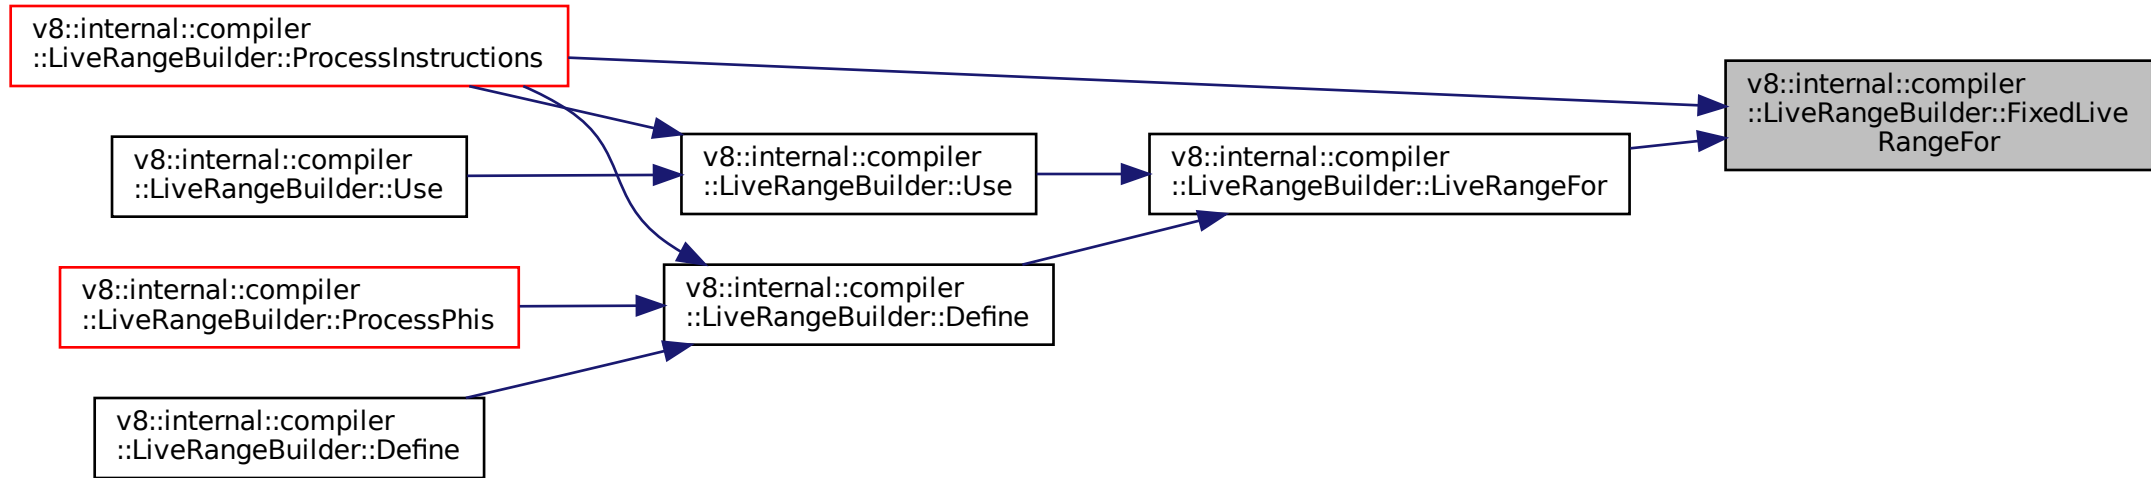 v8::internal::compiler
::LiveRangeBuilder::ProcessInstructions
v8::internal::compiler
::LiveRangeBuilder::FixedLive
RangeFor
v8::internal::compiler
::LiveRangeBuilder::Use
v8::internal::compiler
::LiveRangeBuilder::Use
v8::internal::compiler
::LiveRangeBuilder::LiveRangeFor
v8::internal::compiler
::LiveRangeBuilder::ProcessPhis
v8::internal::compiler
::LiveRangeBuilder::Define
v8::internal::compiler
::LiveRangeBuilder::Define